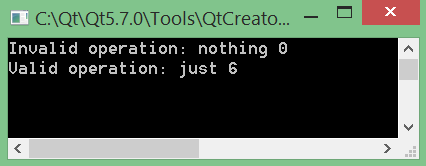 C:\Qt\Qt5.7.0\Tools\QtCreato...
Invalid operation: nothing 0
Valid operation: just 6